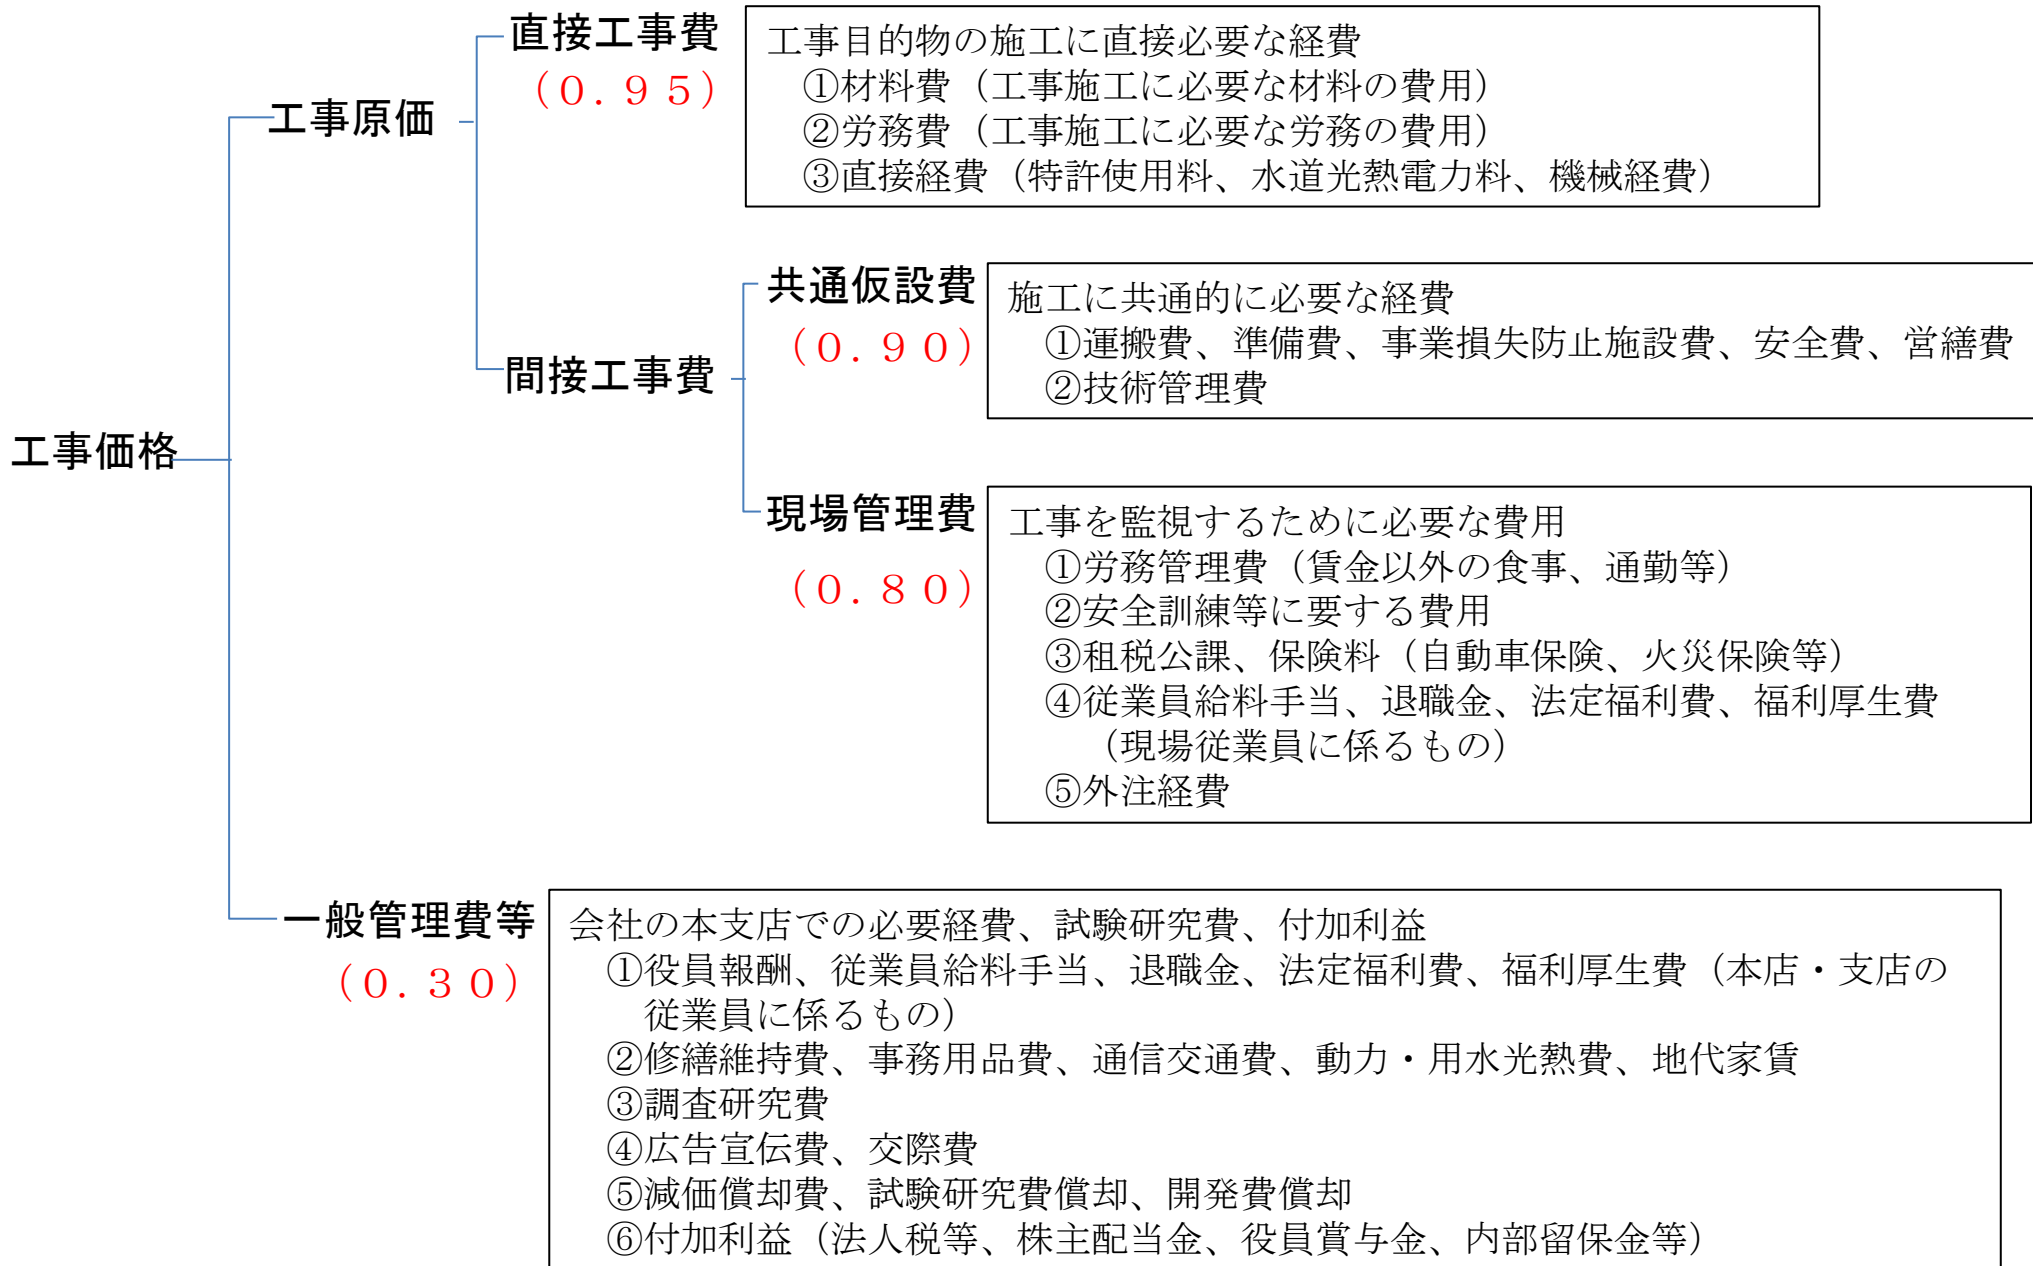 直接工事費
(0.95)
工事目的物の施工に直接必要な経費
①材料費(工事施工に必要な材料の費用)
②労務費(工事施工に必要な労務の費用)
③直接経費(特許使用料、水道光熱電力料、機械経費)
工事原価
共通仮設費
(0.90)
施工に共通的に必要な経費
①運搬費、準備費、事業損失防止施設費、安全費、営繕費
②技術管理費
間接工事費
工事価格
現場管理費
(0.80)
工事を監視するために必要な費用
①労務管理費(賃金以外の食事、通勤等)
②安全訓練等に要する費用
③租税公課、保険料(自動車保険、火災保険等)
④従業員給料手当、退職金、法定福利費、福利厚生費
(現場従業員に係るもの)
⑤外注経費
一般管理費等
(0.30)
会社の本支店での必要経費、試験研究費、付加利益
①役員報酬、従業員給料手当、退職金、法定福利費、福利厚生費(本店・支店の
従業員に係るもの)
②修繕維持費、事務用品費、通信交通費、動力・用水光熱費、地代家賃
③調査研究費
④広告宣伝費、交際費
⑤減価償却費、試験研究費償却、開発費償却
⑥付加利益(法人税等、株主配当金、役員賞与金、内部留保金等)